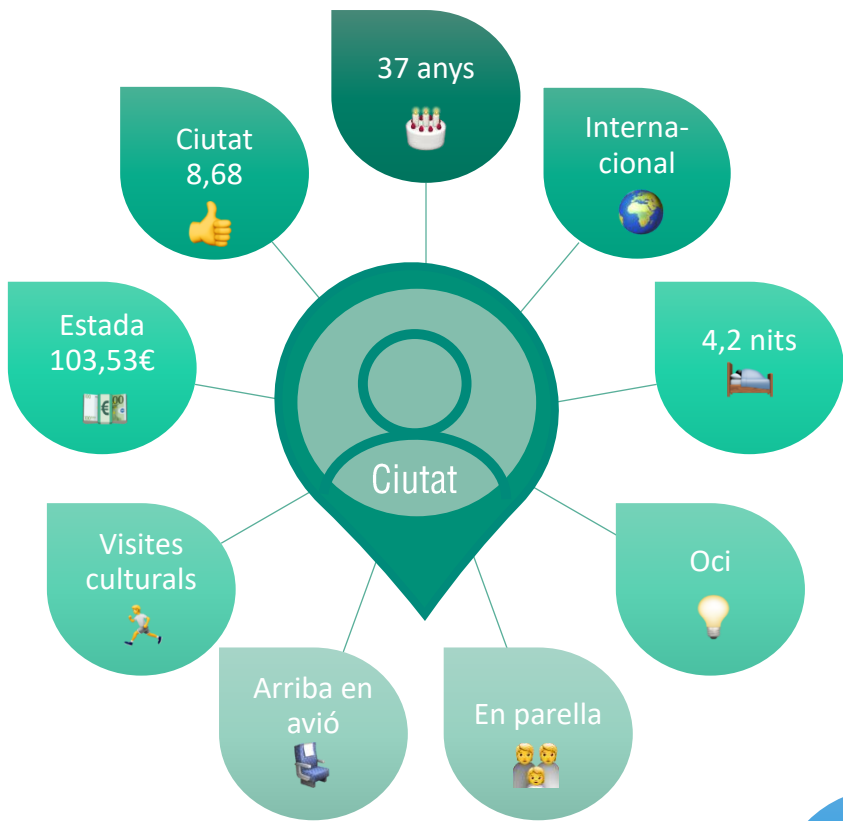 37 anys
Interna-
cional
4,2 nits
Oci
En parella
Arriba en
avió
Visites
culturals
Estada
103,53€
Ciutat
8,68
Ciutat